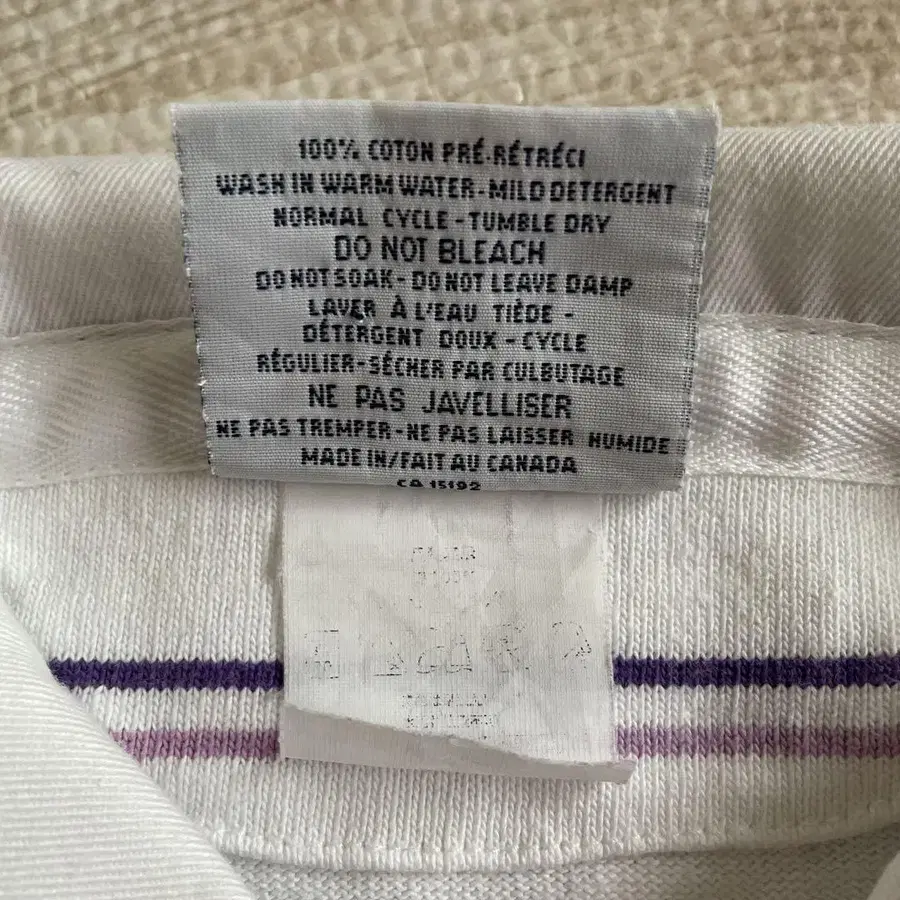 100% COTON PRÉ-RÉTRÉCI
WASH IN WARM WATER-MILD DETERGENT
NORMAL CYCLE-TUMBLE DRY
DO NOT BLEACH
DO NOT SOAK-DO NOT LEAVE DAMP
LAVER À L'EAU TIÈDE -
DÉTERGENT DOUX-CYCLE
RÉGULIER-SÉCHER PAR CULBUTAGE
NE PAS JAVELLISER
NE PAS TREMPER-NE PAS LAISSER HUMIDE
MADE IN/FAIT AU CANADA
CA 15192